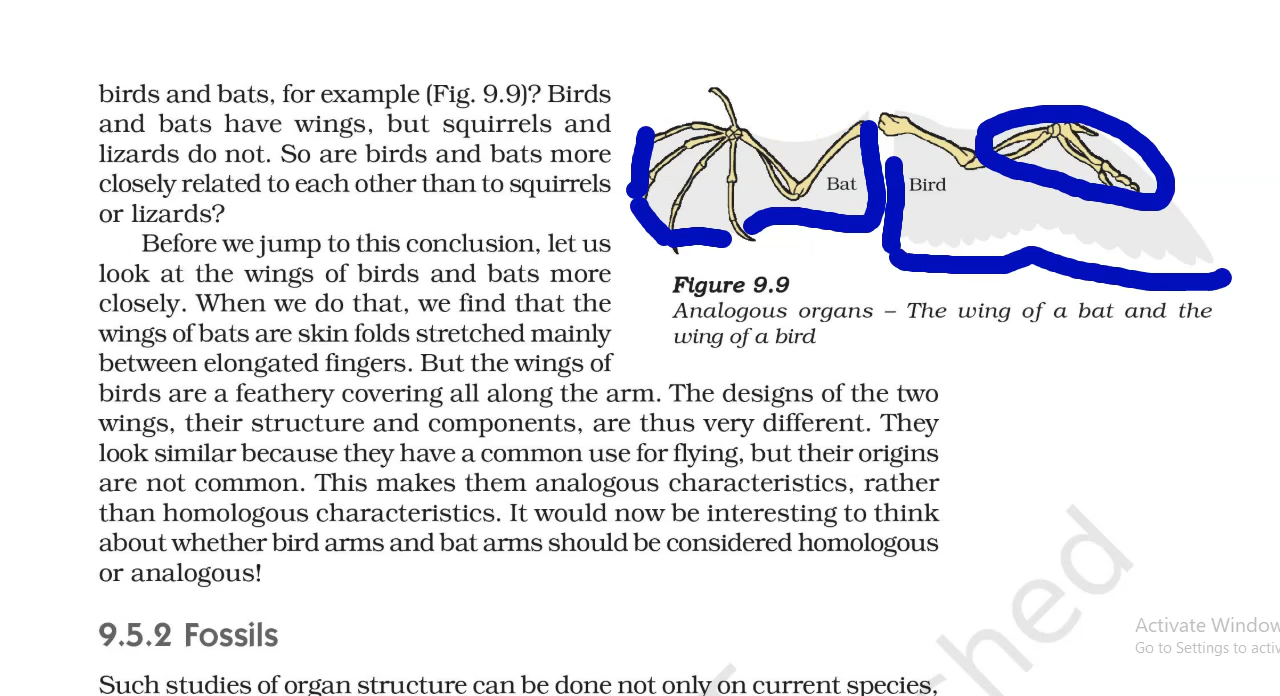 birds and bats, for example (Fig. 9.9)? Birds
and bats have wings, but squirrels and
lizards do not. So are birds and bats more
closely related to each other than to squirrels
or lizards?
Before we jump to this conclusion, let us
look at the wings of birds and bats more
closely. When we do that, we find that the
wings of bats are skin folds stretched mainly
between elongated fingers. But the wings of
Bat
Bird
Figure 9.9
Analogous organs – The wing of a bat and the
wing of a bird
birds are a feathery covering all along the arm. The designs of the two
wings, their structure and components, are thus very different. They
look similar because they have a common use for flying, but their origins
are not common. This makes them analogous characteristics, rather
than homologous characteristics. It would now be interesting to think
about whether bird arms and bat arms should be considered homologous
or analogous!
9.5.2 Fossils
Such studies of organ structure can be done not only on current species,
shed
Activate Window
Go to Settings to activ